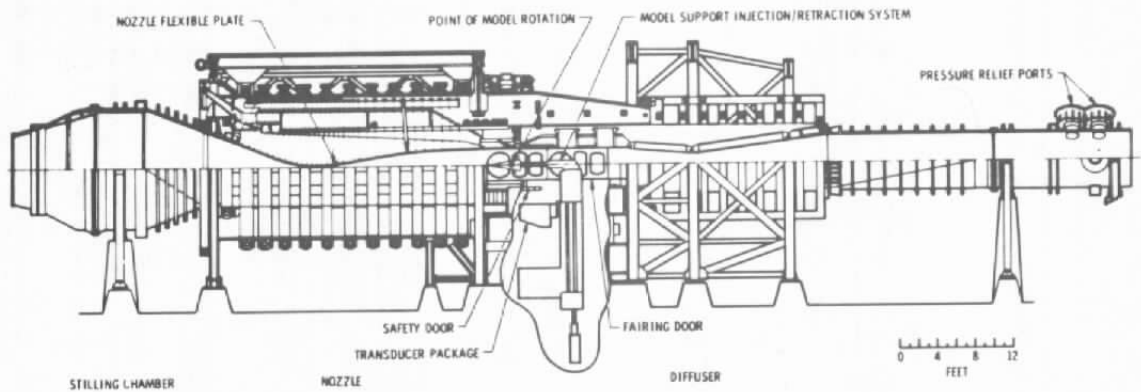 NOZZLE FLEXIBLE PLATE
POINT OF MODEL ROTATION
MODEL SUPPORT INJECTION/RETRACTION SYSTEM
PRESSURE RELIEF PORTS
SAFETY DOOR
TRANSDUCER PACKAGE
FAIRING DOOR
0 4 8 12
FEET
STILLING CHAMBER
NOZZLE
DIFFUSER